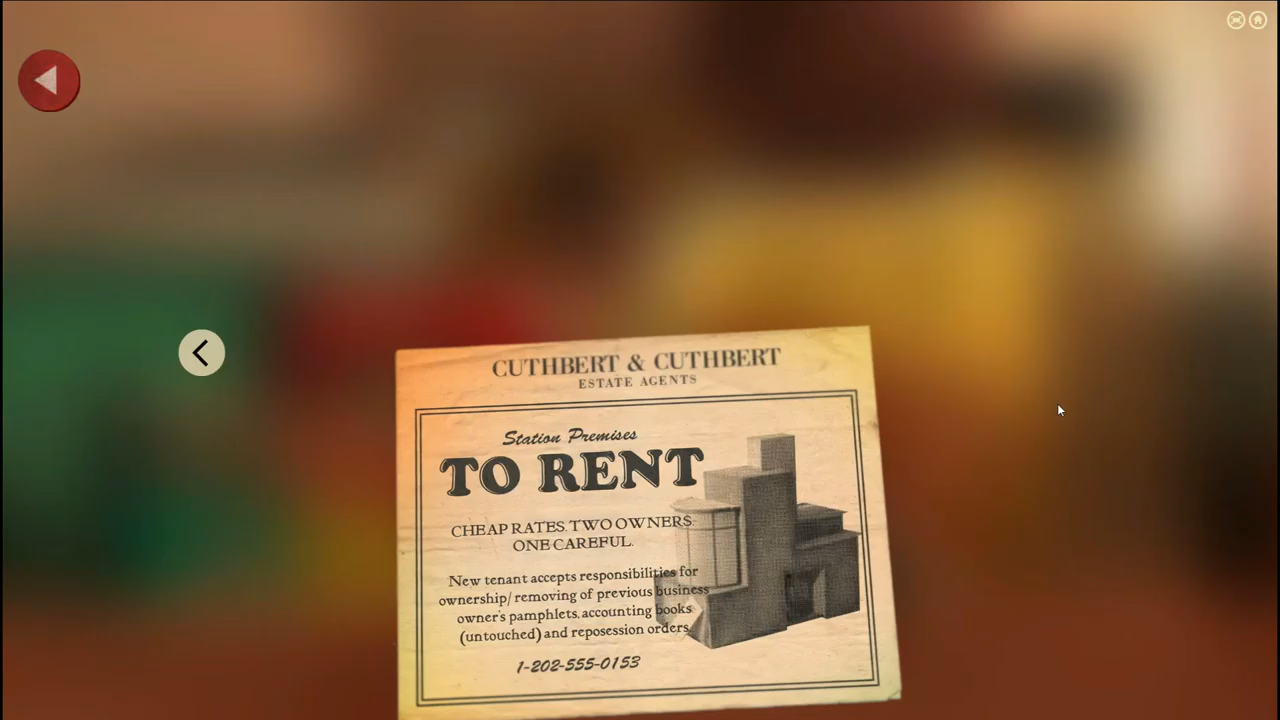 CUTHBERT & CUTHBERT
ESTATE AGENTS
Station Premises
TO RENT
CHEAP RATES. TWO OWNERS.
ONE CAREFUL.
New tenant accepts responsibilities for
ownership/ removing of previous business
owner's pamphlets, accounting books
(untouched) and reposession orders.
1-202-555-0153